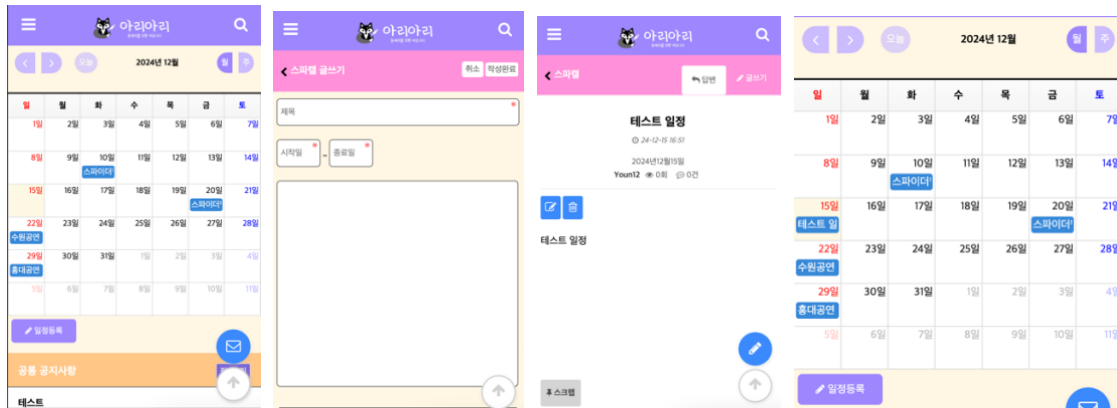 아리아리
오늘
2024년 12월
월 주
일 월 화 수 목 금 토
1일 2일 3일 4일 5일 6일 7일
8일 9일 10일 11일 12일 13일 14일
스파이더
15일 16일 17일 18일 19일 20일 21일
스파이더
22일 23일 24일 25일 26일 27일 28일
수원공연
29일 30일 31일 1일 2일 3일 4일
홍대공연
5일 6일 7일 8일 9일 10일 11일
일정등록
공통 공지사항
테스트
아리아리
스파랩 글쓰기
취소 작성완료
제목 *
시작일 * ~ 종료일 *
아리아리
스파랩
답변 글쓰기
테스트 일정
24-12-15 16:51
2024년12월15일
Youn12 0회 0건
테스트 일정
스크랩
오늘
2024년 12월
월 주
일 월 화 수 목 금 토
1일 2일 3일 4일 5일 6일
8일 9일 10일 11일 12일 13일
스파이더
15일 16일 17일 18일 19일 20일
테스트 일 스파이더
22일 23일 24일 25일 26일 27일
수원공연
29일 30일 31일 1일 2일 3일
홍대공연
5일 6일 7일 8일 9일 10일
일정등록